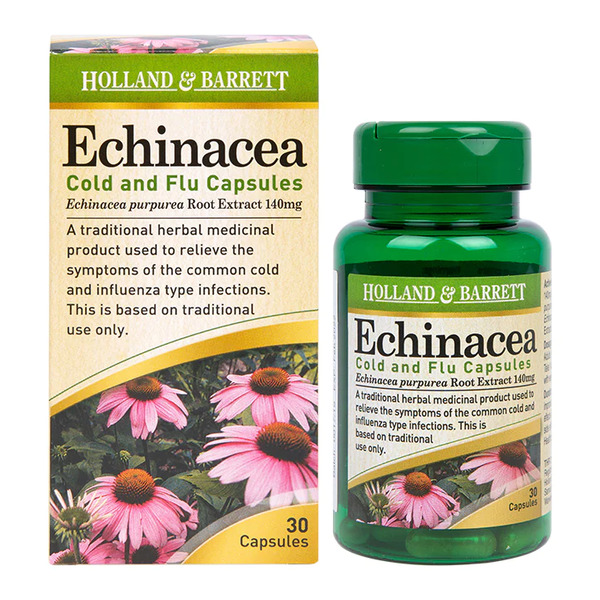 HOLLAND & BARRETT
Echinacea
Cold and Flu Capsules
Echinacea purpurea Root Extract 140mg
A traditional herbal medicinal
product used to relieve the
symptoms of the common cold
and influenza type infections.
This is based on traditional
use only.
30
Capsules
HOLLAND & BARRETT
Echinacea
Cold and Flu Capsules
Echinacea purpurea Root Extract 140mg
A traditional herbal medicinal product used to
relieve the symptoms of the common cold and
influenza type infections. This is
based on traditional
use only.
30
Capsules